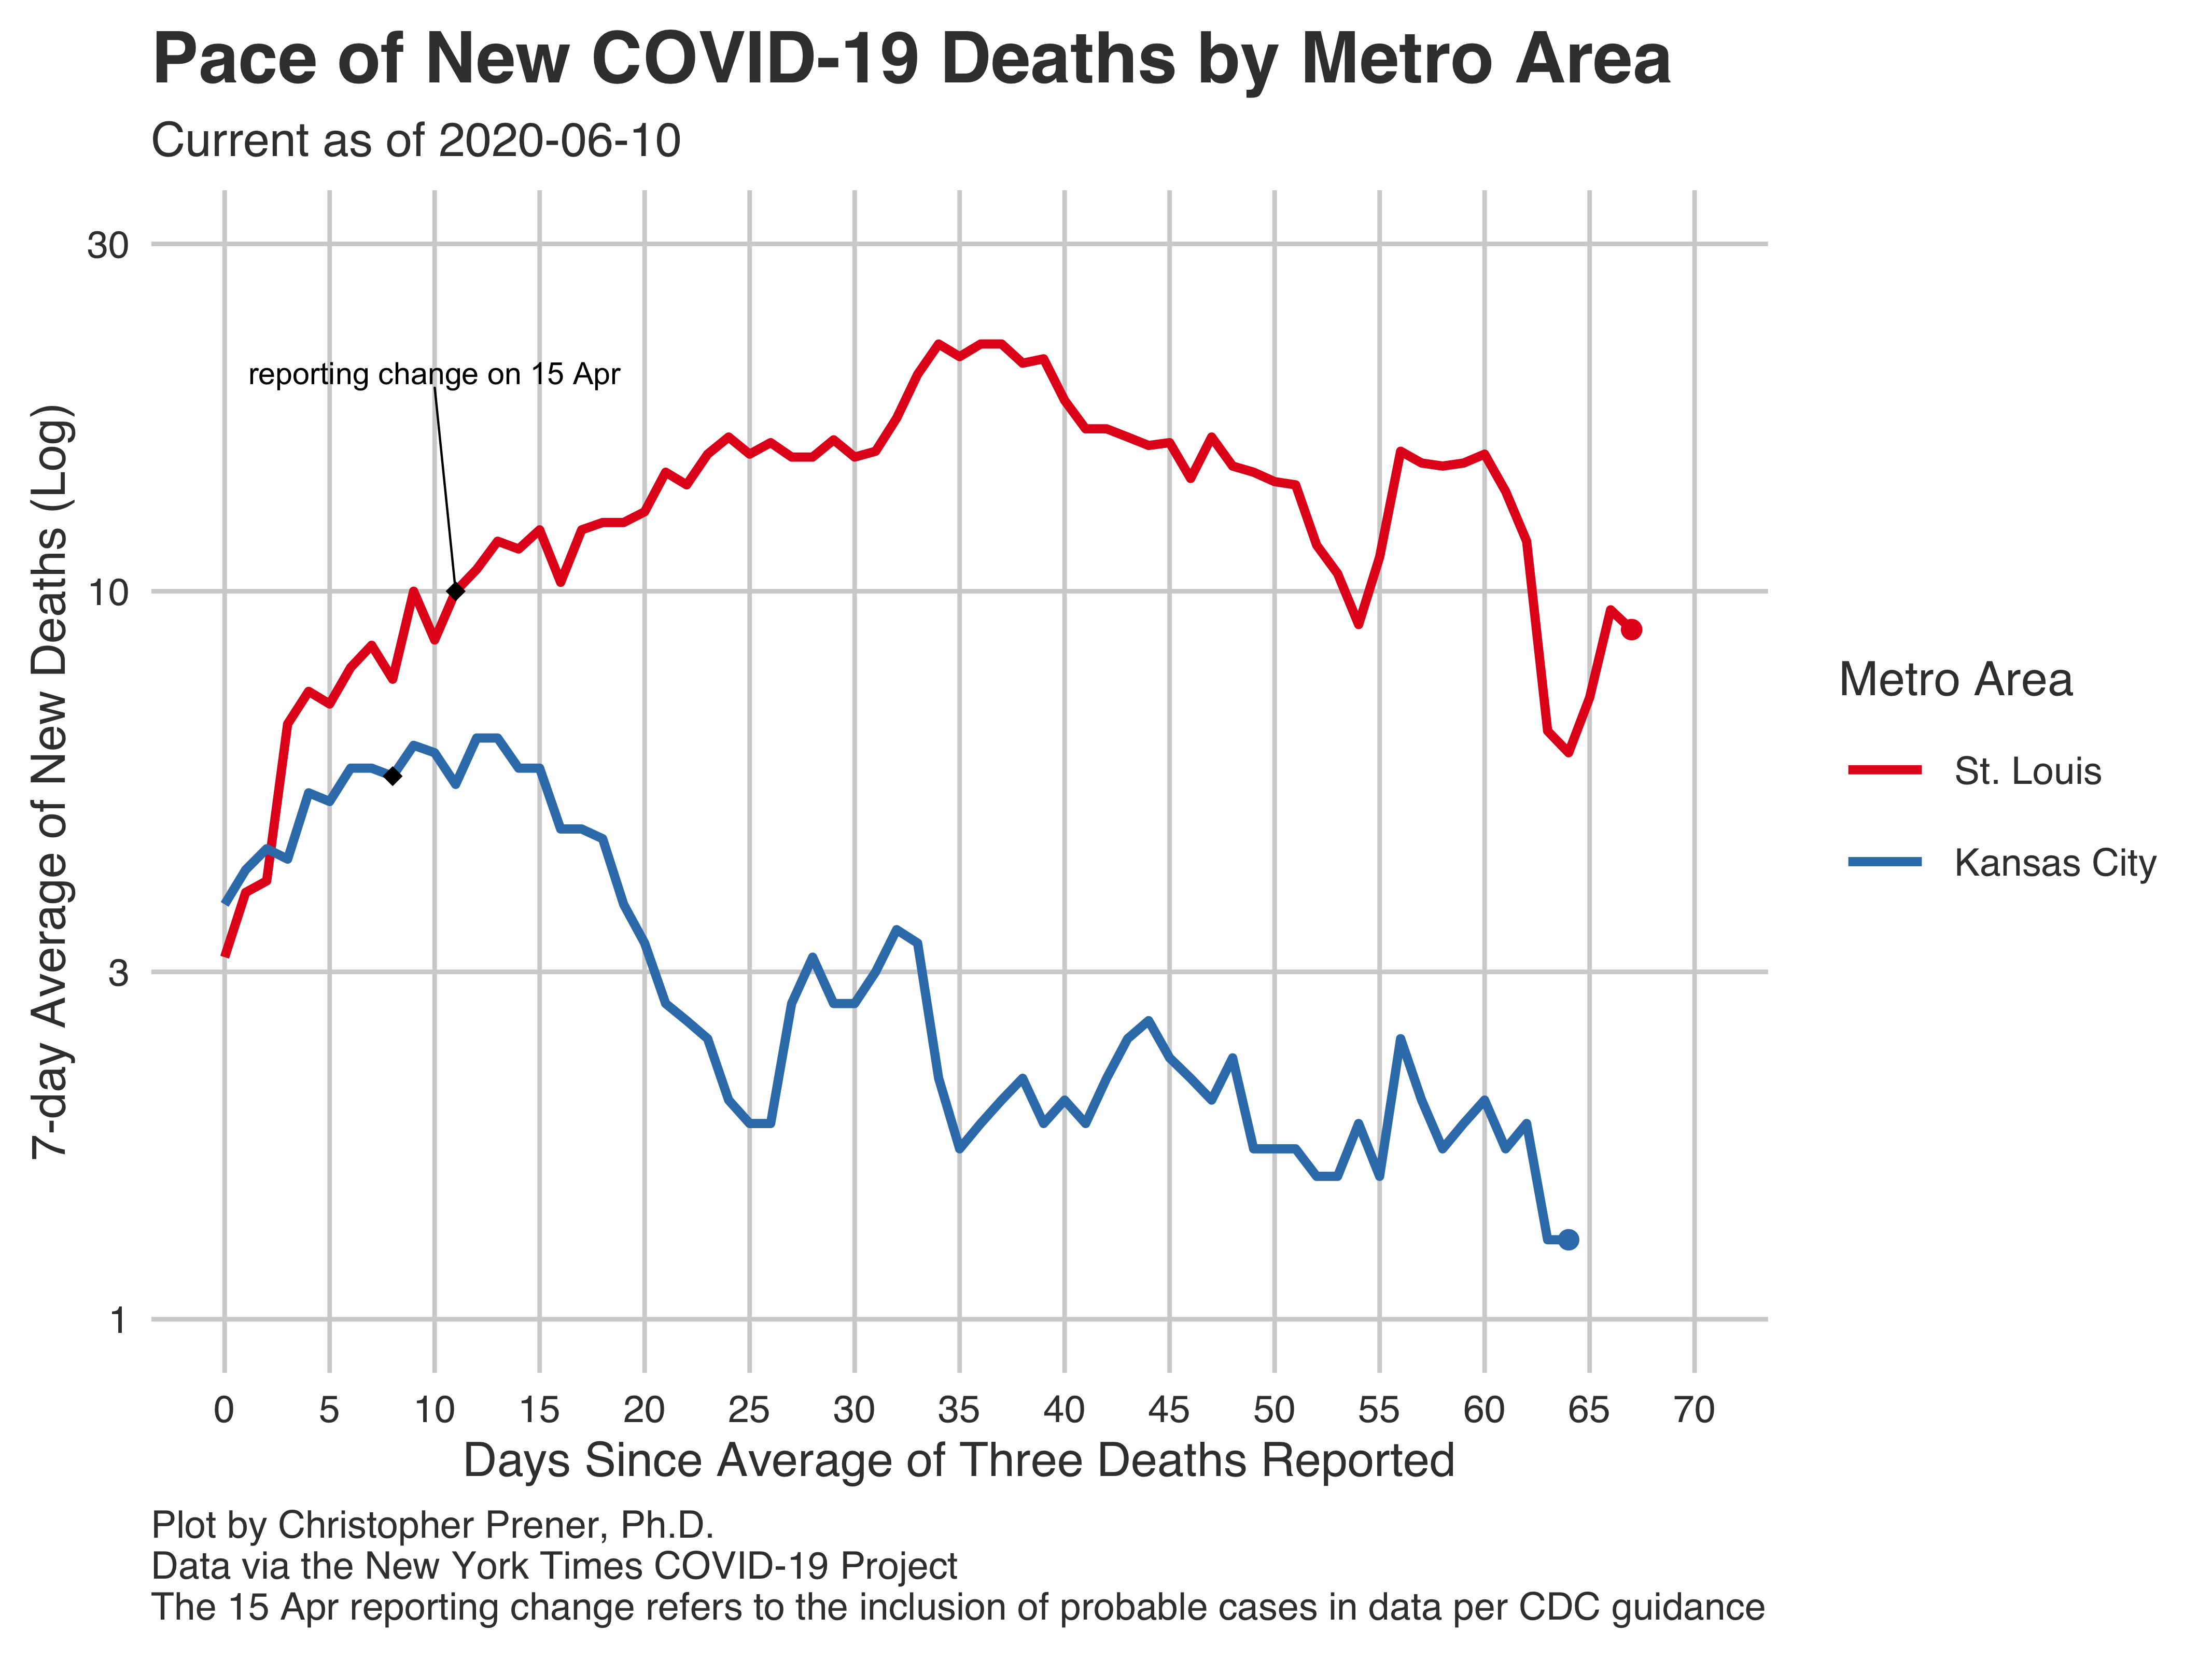 Pace of New COVID-19 Deaths by Metro Area
Current as of 2020-06-10
30
10
3
1
7-day Average of New Deaths (Log)
reporting change on 15 Apr
Metro Area
St. Louis
Kansas City
0 5 10 15 20 25 30 35 40 45 50 55 60 65 70
Days Since Average of Three Deaths Reported
Plot by Christopher Prener, Ph.D.
Data via the New York Times COVID-19 Project
The 15 Apr reporting change refers to the inclusion of probable cases in data per CDC guidance